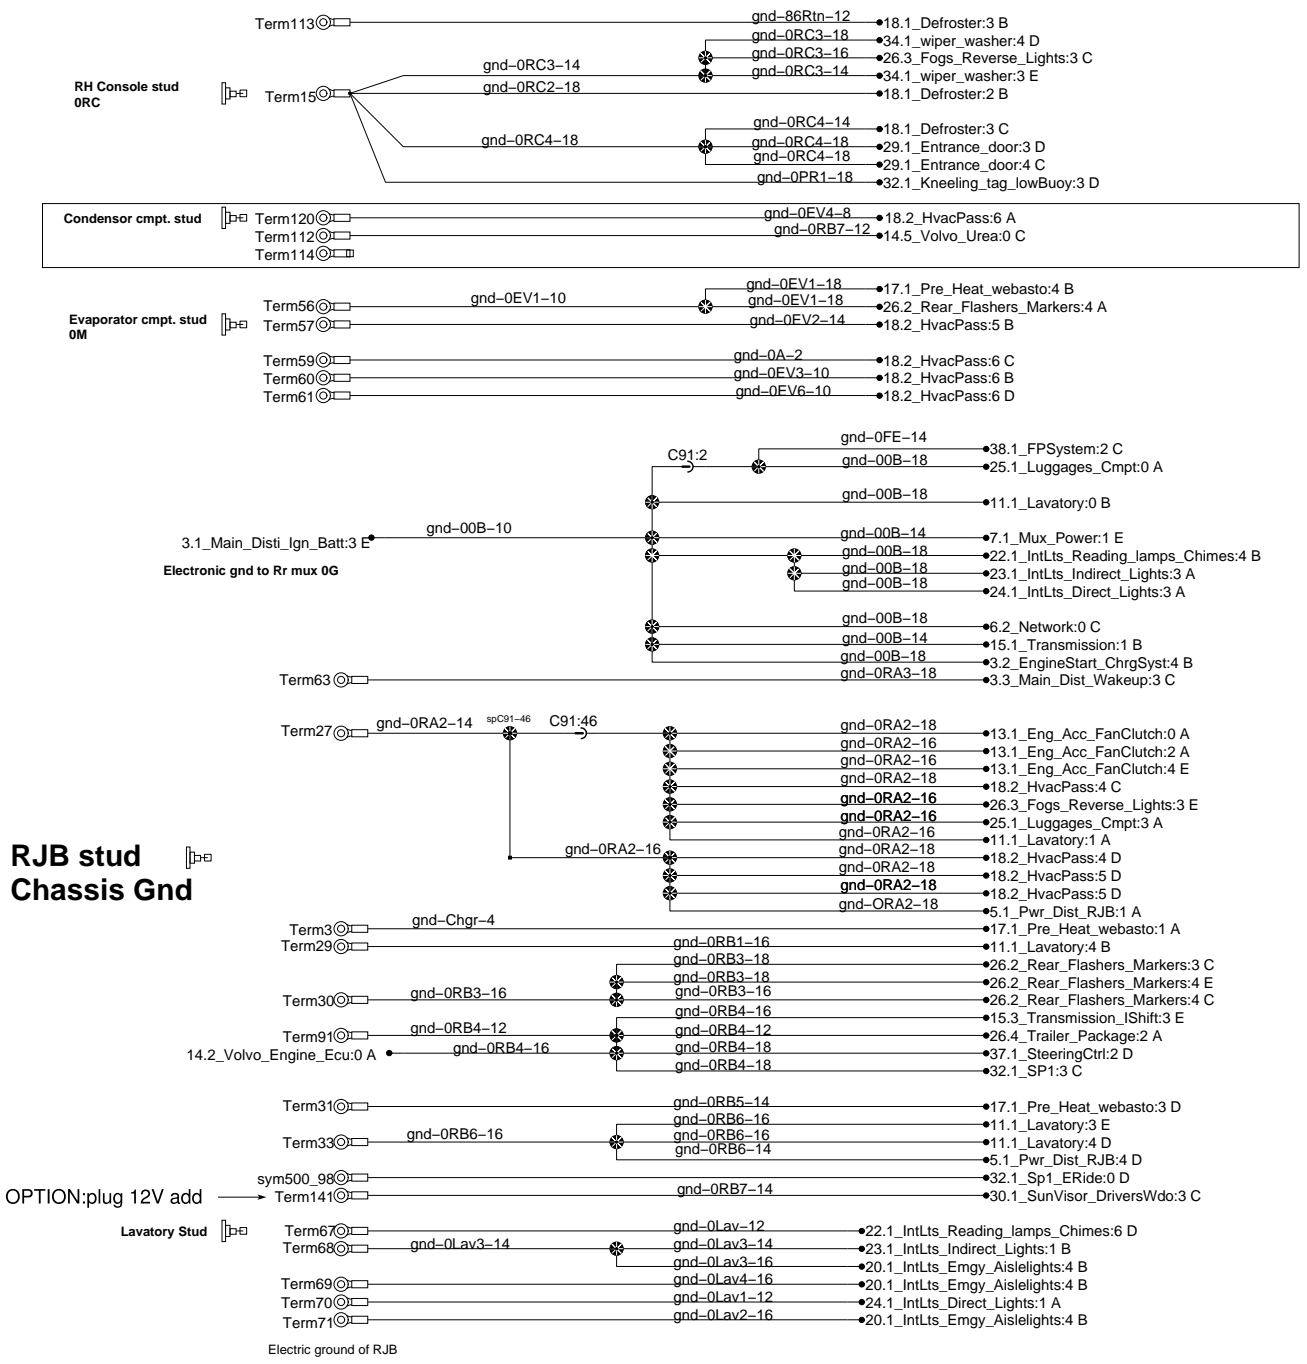 Term113 gnd–86Rtn–12 18.1_Defroster:3 B
gnd–0RC3–18 34.1_wiper_washer:4 D
gnd–0RC3–16 26.3_Fogs_Reverse_Lights:3 C
gnd–0RC3–14 gnd–0RC3–14 34.1_wiper_washer:3 E
RH Console stud
0RC
Term15 gnd–0RC2–18 18.1_Defroster:2 B
gnd–0RC4–14 18.1_Defroster:3 C
gnd–0RC4–18 gnd–0RC4–18 29.1_Entrance_door:3 D
gnd–0RC4–18 29.1_Entrance_door:4 C
gnd–0PR1–18 32.1_Kneeling_tag_lowBuoy:3 D
Condensor cmpt. stud Term120 gnd–0EV4–8 18.2_HvacPass:6 A
Term112 gnd–0RB7–12 14.5_Volvo_Urea:0 C
Term114
gnd–0EV1–18 17.1_Pre_Heat_webasto:4 B
Term56 gnd–0EV1–10 gnd–0EV1–18 26.2_Rear_Flashers_Markers:4 A
Evaporator cmpt. stud
0M
Term57 gnd–0EV2–14 18.2_HvacPass:5 B
Term59 gnd–0A–2 18.2_HvacPass:6 C
Term60 gnd–0EV3–10 18.2_HvacPass:6 B
Term61 gnd–0EV6–10 18.2_HvacPass:6 D
gnd–0FE–14 38.1_FPSystem:2 C
C91:2 gnd–00B–18 25.1_Luggages_Cmpt:0 A
gnd–00B–18 11.1_Lavatory:0 B
3.1_Main_Disti_Ign_Batt:3 E gnd–00B–10 gnd–00B–14 7.1_Mux_Power:1 E
gnd–00B–18 22.1_IntLts_Reading_lamps_Chimes:4 B
Electronic gnd to Rr mux 0G gnd–00B–18 23.1_IntLts_Indirect_Lights:3 A
gnd–00B–18 24.1_IntLts_Direct_Lights:3 A
gnd–00B–18 6.2_Network:0 C
gnd–00B–14 15.1_Transmission:1 B
gnd–00B–18 3.2_EngineStart_ChrgSyst:4 B
Term63 gnd–0RA3–18 3.3_Main_Dist_Wakeup:3 C
Term27 gnd–0RA2–14 spC91–46 C91:46 gnd–0RA2–18 13.1_Eng_Acc_FanClutch:0 A
gnd–0RA2–16 13.1_Eng_Acc_FanClutch:2 A
gnd–0RA2–16 13.1_Eng_Acc_FanClutch:4 E
gnd–0RA2–18 18.2_HvacPass:4 C
gnd–0RA2–16 26.3_Fogs_Reverse_Lights:3 E
gnd–0RA2–16 25.1_Luggages_Cmpt:3 A
gnd–0RA2–16 11.1_Lavatory:1 A
RJB stud
Chassis Gnd
gnd–0RA2–16 gnd–0RA2–18 18.2_HvacPass:4 D
gnd–0RA2–18 18.2_HvacPass:5 D
gnd–0RA2–18 18.2_HvacPass:5 D
gnd–ORA2–18 5.1_Pwr_Dist_RJB:1 A
Term3 gnd–Chgr–4 17.1_Pre_Heat_webasto:1 A
Term29 gnd–0RB1–16 11.1_Lavatory:4 B
gnd–0RB3–18 26.2_Rear_Flashers_Markers:3 C
gnd–0RB3–18 26.2_Rear_Flashers_Markers:4 E
Term30 gnd–0RB3–16 gnd–0RB3–16 26.2_Rear_Flashers_Markers:4 C
gnd–0RB4–16 15.3_Transmission_IShift:3 E
Term91 gnd–0RB4–12 gnd–0RB4–12 26.4_Trailer_Package:2 A
14.2_Volvo_Engine_Ecu:0 A gnd–0RB4–16 gnd–0RB4–18 37.1_SteeringCtrl:2 D
gnd–0RB4–18 32.1_SP1:3 C
Term31 gnd–0RB5–14 17.1_Pre_Heat_webasto:3 D
gnd–0RB6–16 11.1_Lavatory:3 E
Term33 gnd–0RB6–16 gnd–0RB6–16 11.1_Lavatory:4 D
gnd–0RB6–14 5.1_Pwr_Dist_RJB:4 D
sym500_98 32.1_Sp1_ERide:0 D
OPTION:plug 12V add Term141 gnd–0RB7–14 30.1_SunVisor_DriversWdo:3 C
Lavatory Stud Term67 gnd–0Lav–12 22.1_IntLts_Reading_lamps_Chimes:6 D
Term68 gnd–0Lav3–14 gnd–0Lav3–14 23.1_IntLts_Indirect_Lights:1 B
gnd–0Lav3–16 20.1_IntLts_Emgy_Aislelights:4 B
Term69 gnd–0Lav4–16 20.1_IntLts_Emgy_Aislelights:4 B
Term70 gnd–0Lav1–12 24.1_IntLts_Direct_Lights:1 A
Term71 gnd–0Lav2–16 20.1_IntLts_Emgy_Aislelights:4 B
Electric ground of RJB